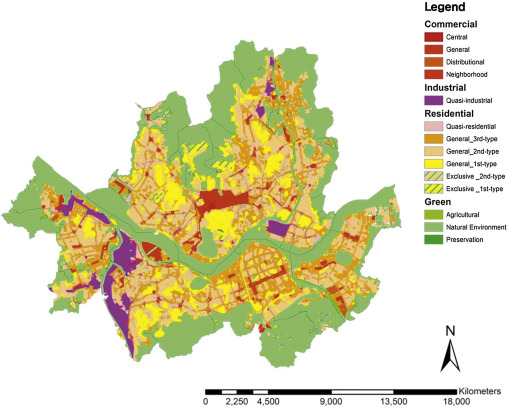 Legend
Commercial
Central
General
Distributional
Neighborhood
Industrial
Quasi-industrial
Residential
Quasi-residential
General_3rd-type
General_2nd-type
General_1st-type
Exclusive _2nd-type
Exclusive _1st-type
Green
Agricultural
Natural Environment
Preservation
N
Kilometers
0 2,250 4,500 9,000 13,500 18,000